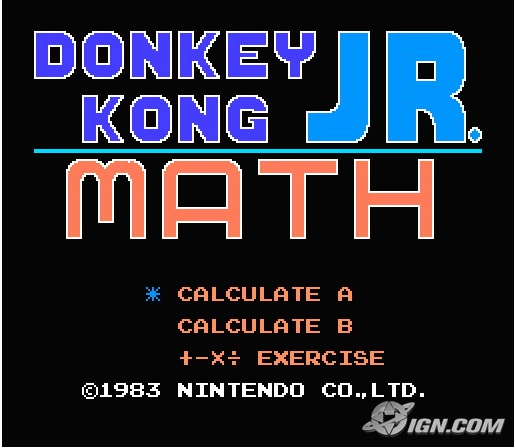 DONKEY
KONG JR.
MATH
* CALCULATE A
CALCULATE B
+-×÷ EXERCISE
©1983 NINTENDO CO.,LTD.
IGN.COM